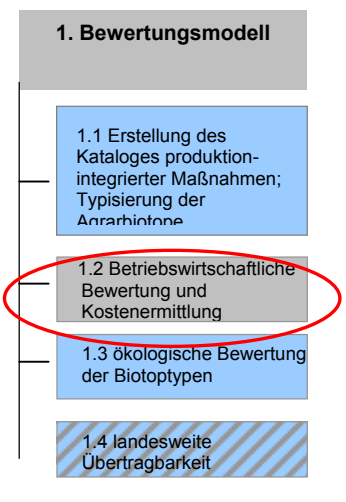 1. Bewertungsmodell
1.1 Erstellung des
Kataloges produktion-
integrierter Maßnahmen;
Typisierung der
Agrarbiotope
1.2 Betriebswirtschaftliche
Bewertung und
Kostenermittlung
1.3 ökologische Bewertung
der Biotoptypen
1.4 landesweite
Übertragbarkeit